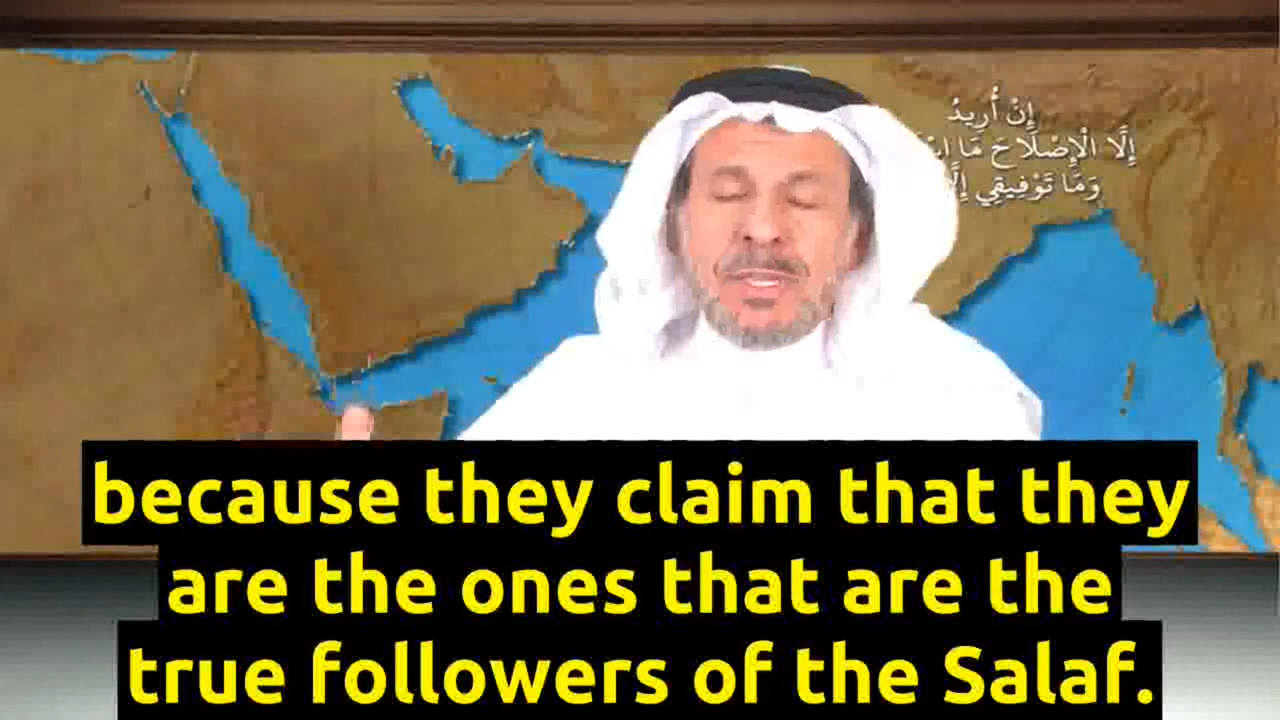 إِنْ أُرِيدُ
إِلَّا الْإِصْلَاحَ مَا
وَمَا تَوْفِيقِي
because they claim that they
are the ones that are the
true followers of the Salaf.